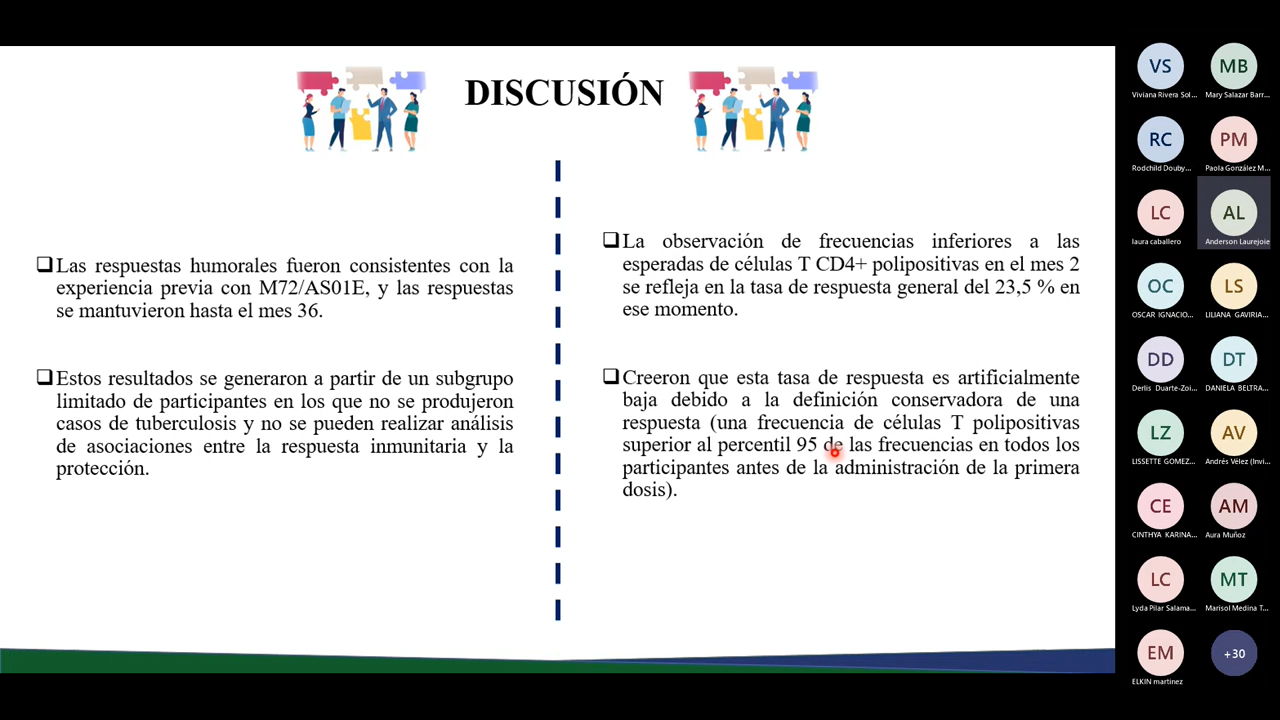 DISCUSIÓN
❑Las respuestas humorales fueron consistentes con la
experiencia previa con M72/AS01E, y las respuestas
se mantuvieron hasta el mes 36.
❑Estos resultados se generaron a partir de un subgrupo
limitado de participantes en los que no se produjeron
casos de tuberculosis y no se pueden realizar análisis
de asociaciones entre la respuesta inmunitaria y la
protección.
❑La observación de frecuencias inferiores a las
esperadas de células T CD4+ polipositivas en el mes 2
se refleja en la tasa de respuesta general del 23,5 % en
ese momento.
❑Creeron que esta tasa de respuesta es artificialmente
baja debido a la definición conservadora de una
respuesta (una frecuencia de células T polipositivas
superior al percentil 95 de las frecuencias en todos los
participantes antes de la administración de la primera
dosis).
VS
Viviana Rivera Sol...
MB
Mary Salazar Barr...
RC
Rodchild Douby...
PM
Paola González M...
LC
laura caballero
AL
Anderson Laurejoie
OC
OSCAR IGNACIO...
LS
LILIANA GAVIRIA...
DD
Derlis Duarte-Zoi...
DT
DANIELA BELTRA...
LZ
LISSETTE GOMEZ...
AV
Andrés Vélez (Invi...
CE
CINTHYA KARINA...
AM
Aura Muñoz
LC
Lyda Pilar Salama...
MT
Marisol Medina T...
EM
ELKIN martinez
+30